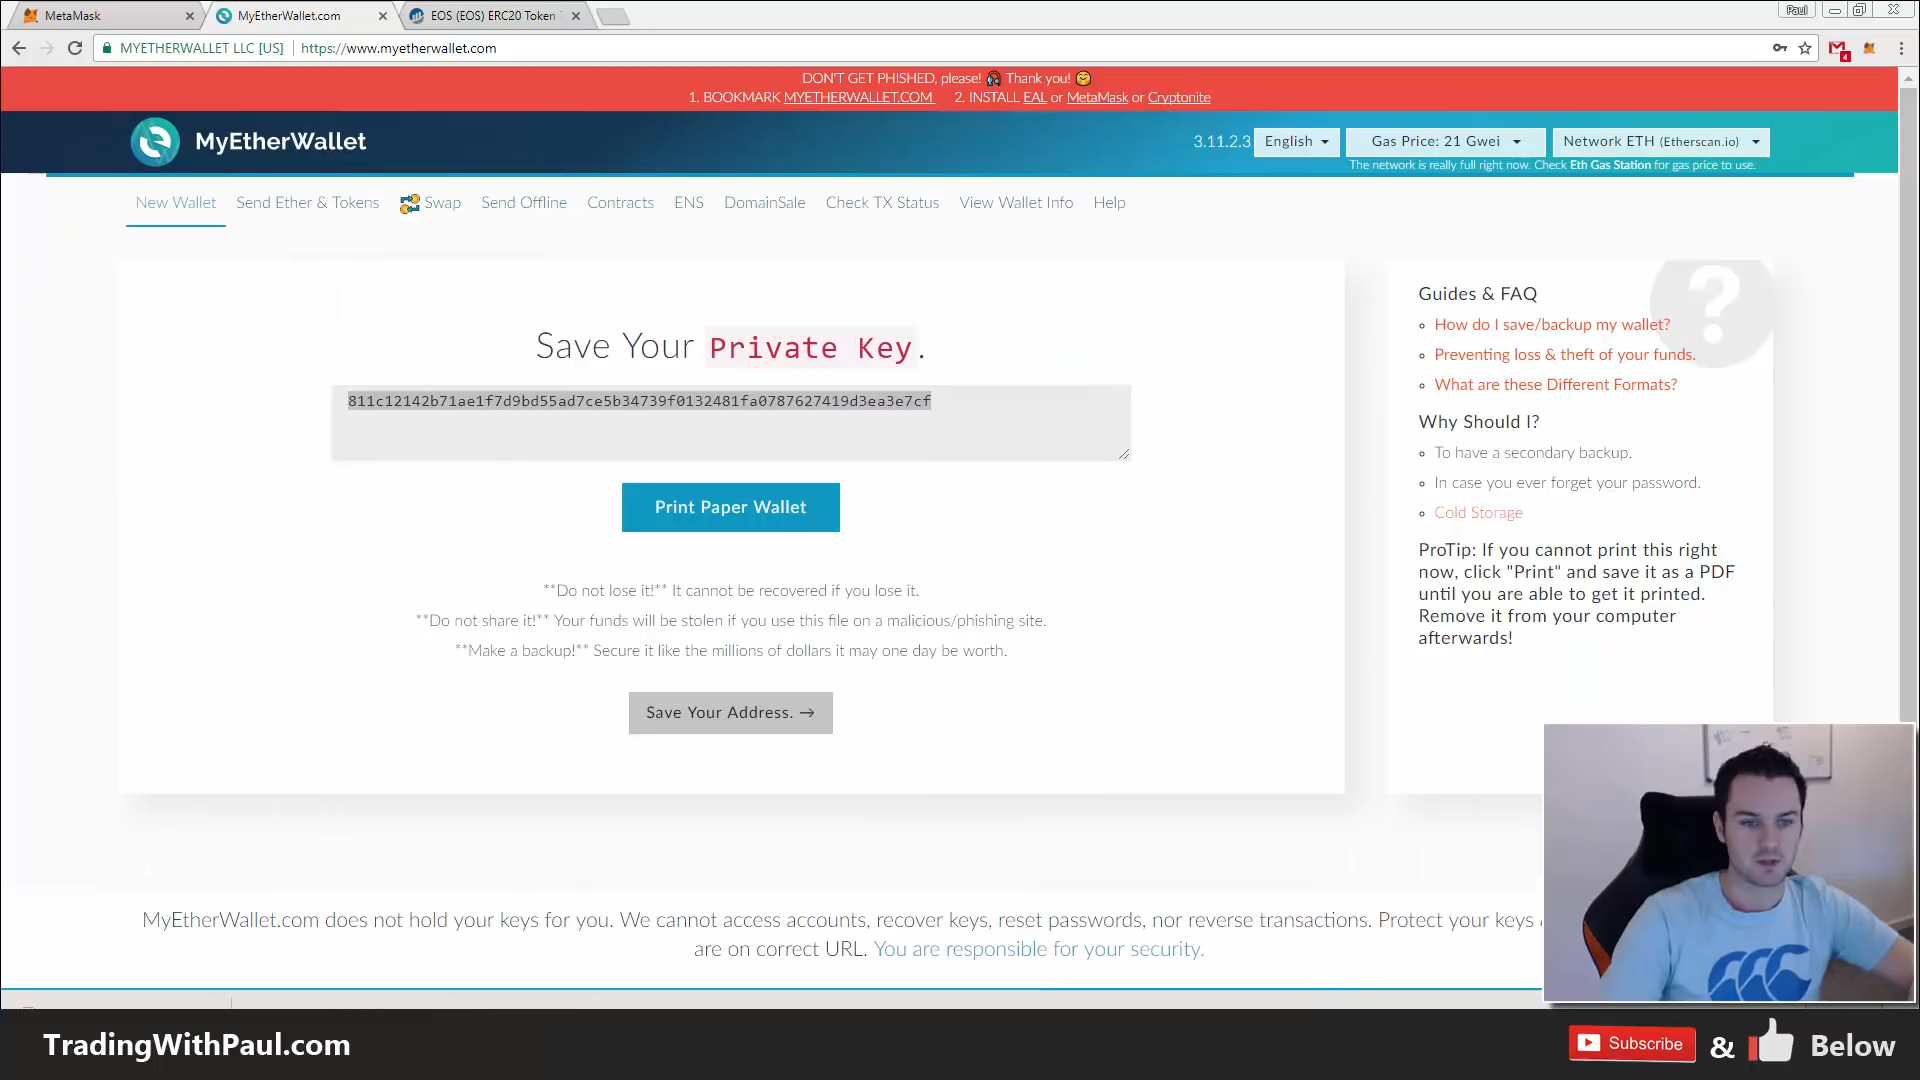 MetaMask
MyEtherWallet.com
EOS (EOS) ERC20 Token
Paul
MYETHERWALLET LLC [US]
https://www.myetherwallet.com
4
DON'T GET PHISHED, please! Thank you!
1. BOOKMARK MYETHERWALLET.COM 2. INSTALL EAL or MetaMask or Cryptonite
MyEtherWallet
3.11.2.3
English
Gas Price: 21 Gwei
Network ETH (Etherscan.io)
The network is really full right now. Check Eth Gas Station for gas price to use.
New Wallet
Send Ether & Tokens
Swap
Send Offline
Contracts
ENS
DomainSale
Check TX Status
View Wallet Info
Help
Save Your Private Key.
811c12142b71ae1f7d9bd55ad7ce5b34739f0132481fa0787627419d3ea3e7cf
Print Paper Wallet
**Do not lose it!** It cannot be recovered if you lose it.
**Do not share it!** Your funds will be stolen if you use this file on a malicious/phishing site.
**Make a backup!** Secure it like the millions of dollars it may one day be worth.
Save Your Address. →
Guides & FAQ
How do I save/backup my wallet?
Preventing loss & theft of your funds.
What are these Different Formats?
Why Should I?
To have a secondary backup.
In case you ever forget your password.
Cold Storage
ProTip: If you cannot print this right
now, click "Print" and save it as a PDF
until you are able to get it printed.
Remove it from your computer
afterwards!
MyEtherWallet.com does not hold your keys for you. We cannot access accounts, recover keys, reset passwords, nor reverse transactions. Protect your keys
are on correct URL. You are responsible for your security.
TradingWithPaul.com
Subscribe
&
Below